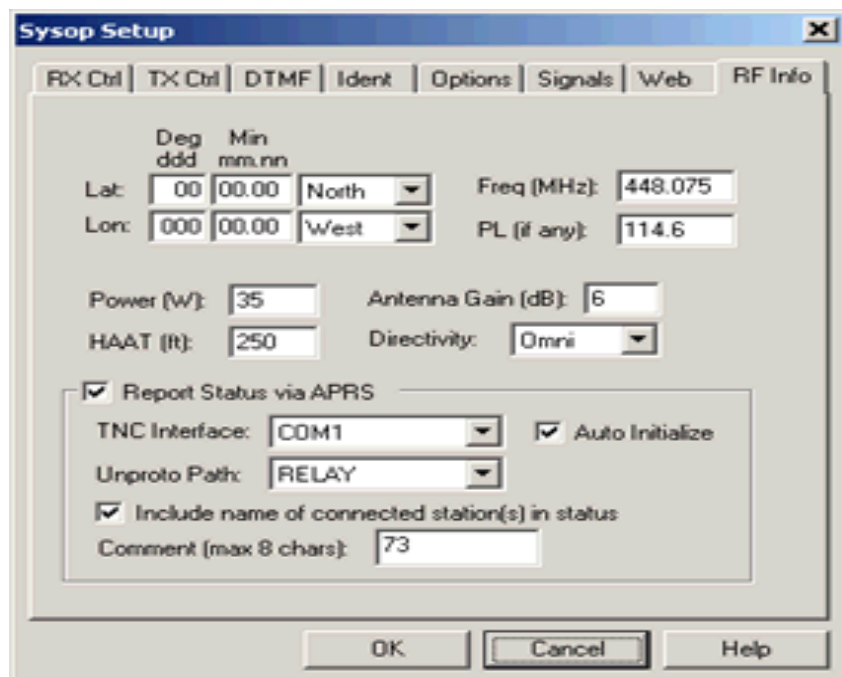 Sysop Setup
RX Ctrl TX Ctrl DTMF Ident Options Signals Web RF Info
Deg Min
ddd mm.nn
Lat: 00 00.00 North Freq (MHz): 448.075
Lon: 000 00.00 West PL (if any): 114.6
Power (W): 35 Antenna Gain (dB): 6
HAAT (ft): 250 Directivity: Omni
Report Status via APRS
TNC Interface: COM1 Auto Initialize
Unproto Path: RELAY
Include name of connected station(s) in status
Comment (max 8 chars): 73
OK Cancel Help